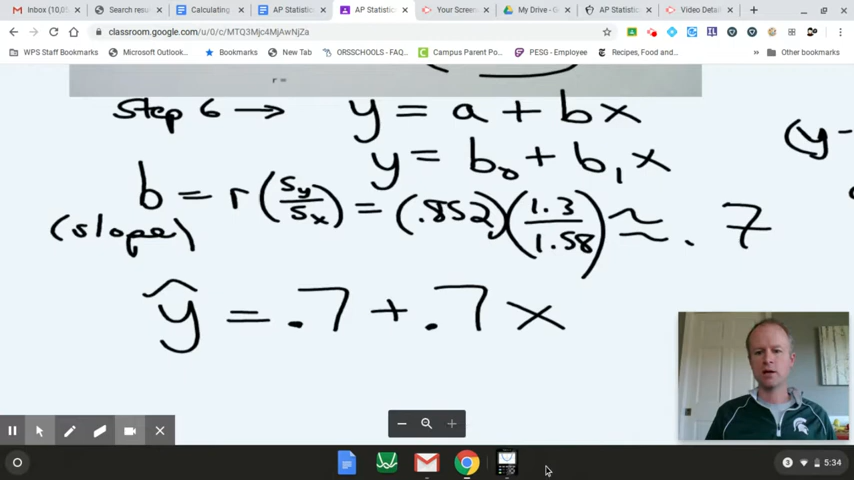 Inbox (10,0
Search resu
Calculating
AP Statistic
AP Statistic
Your Screen
My Drive - G
AP Statistic
Video Detail
classroom.google.com/u/0/c/MTQ3Mjc4MjAwNjZa
WPS Staff Bookmarks
Microsoft Outlook...
Bookmarks
New Tab
ORSSCHOOLS - FAQ...
Campus Parent Po...
PESG - Employee
Recipes, Food and...
Other bookmarks
r =
Step 6 → y = a + bx
(y -
y = b₀ + b₁x
b = r(sy/sx) = (.852)(1.3/1.58) ≈ .7
(slope)
ŷ = .7 + .7x
3 5:34